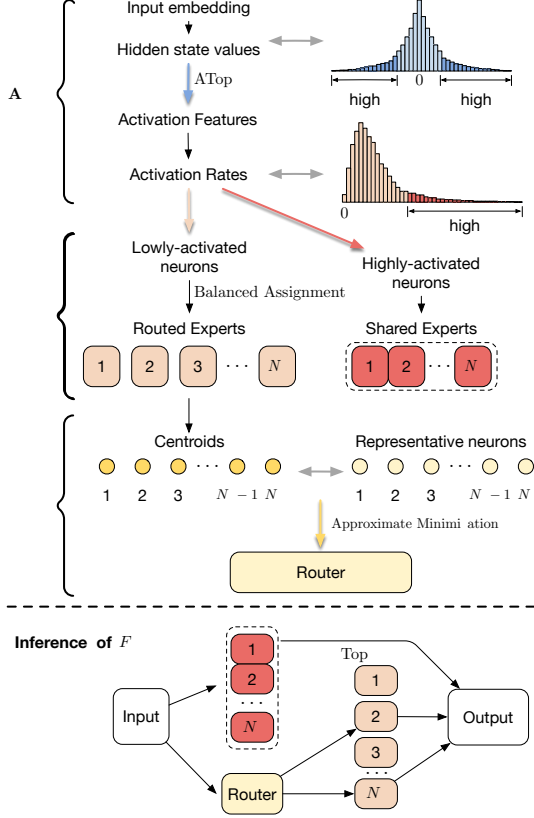 Input embedding
Hidden state values
ATop
high
0
high
A
Activation Features
Activation Rates
0
high
Lowly-activated
neurons
Highly-activated
neurons
Balanced Assignment
Routed Experts
Shared Experts
1 2 3 ··· N
1 2 ··· N
Centroids
Representative neurons
1 2 3 ··· N − 1 N
1 2 3 ··· N − 1 N
Approximate Minimi ation
Router
Inference of F
Top
1
2
···
N
1
2
3
···
N
Input
Output
Router